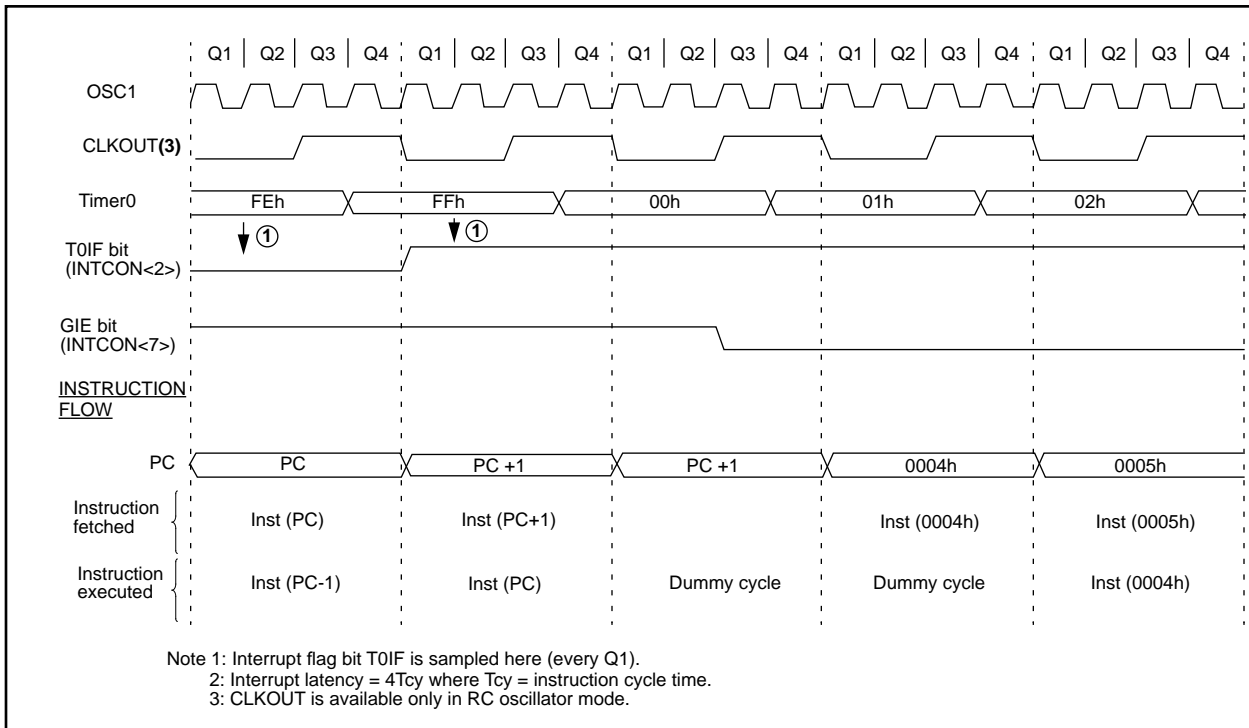 Q1 Q2 Q3 Q4 Q1 Q2 Q3 Q4 Q1 Q2 Q3 Q4 Q1 Q2 Q3 Q4 Q1 Q2 Q3 Q4
OSC1
CLKOUT(3)
Timer0 FEh FFh 00h 01h 02h
1 1
T0IF bit
(INTCON<2>)
GIE bit
(INTCON<7>)
INSTRUCTION
FLOW
PC PC PC +1 PC +1 0004h 0005h
Instruction
fetched
Inst (PC) Inst (PC+1) Inst (0004h) Inst (0005h)
Instruction
executed
Inst (PC-1) Inst (PC) Dummy cycle Dummy cycle Inst (0004h)
Note 1: Interrupt flag bit T0IF is sampled here (every Q1).
2: Interrupt latency = 4Tcy where Tcy = instruction cycle time.
3: CLKOUT is available only in RC oscillator mode.